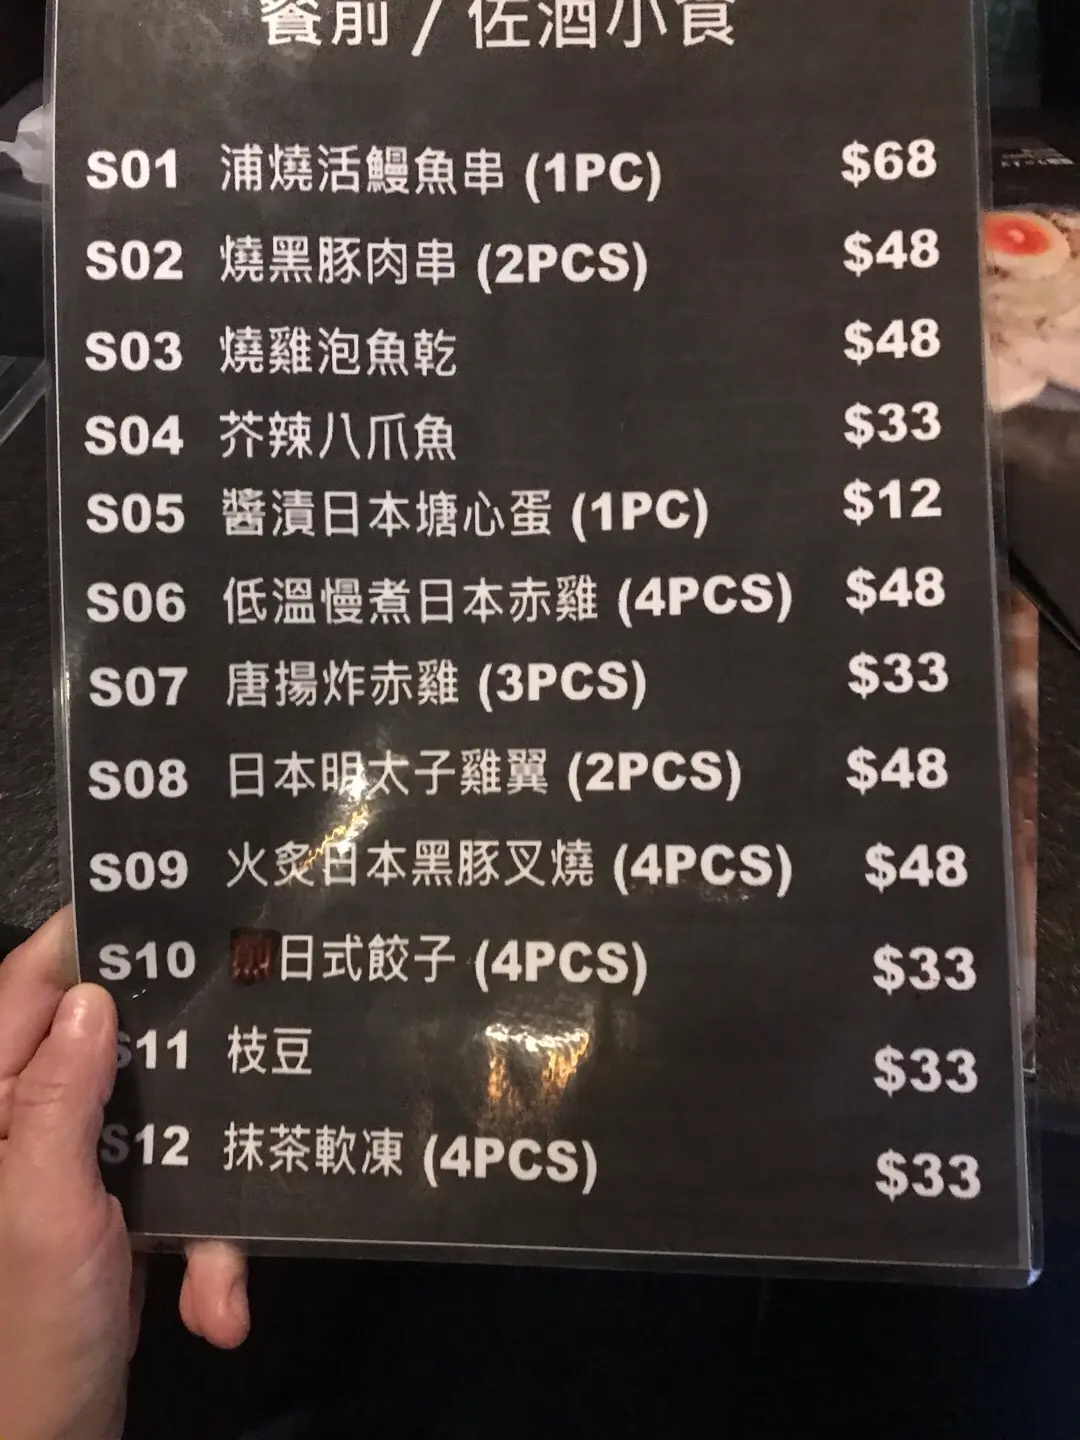 餐前 / 佐酒小食
S01 浦燒活鰻魚串 (1PC) $68
S02 燒黑豚肉串 (2PCS) $48
S03 燒雞泡魚乾 $48
S04 芥辣八爪魚 $33
S05 醬漬日本塘心蛋 (1PC) $12
S06 低溫慢煮日本赤雞 (4PCS) $48
S07 唐揚炸赤雞 (3PCS) $33
S08 日本明太子雞翼 (2PCS) $48
S09 火炙日本黑豚叉燒 (4PCS) $48
S10 煎日式餃子 (4PCS) $33
S11 枝豆 $33
S12 抹茶軟凍 (4PCS) $33